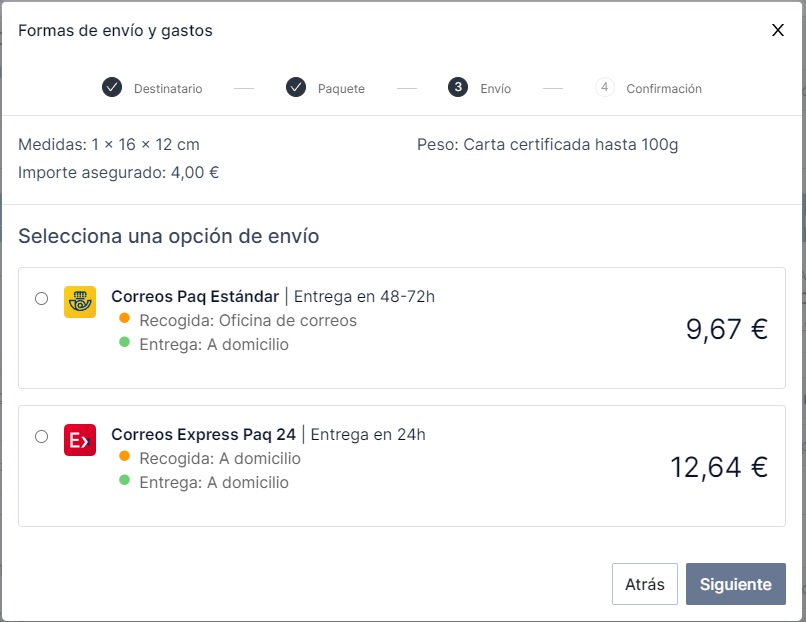 Formas de envío y gastos
X
Destinatario
Paquete
3 Envío
4 Confirmación
Medidas: 1 × 16 × 12 cm
Peso: Carta certificada hasta 100g
Importe asegurado: 4,00 €
Selecciona una opción de envío
Correos Paq Estándar | Entrega en 48-72h
Recogida: Oficina de correos
Entrega: A domicilio
9,67 €
Ex
Correos Express Paq 24 | Entrega en 24h
Recogida: A domicilio
Entrega: A domicilio
12,64 €
Atrás
Siguiente